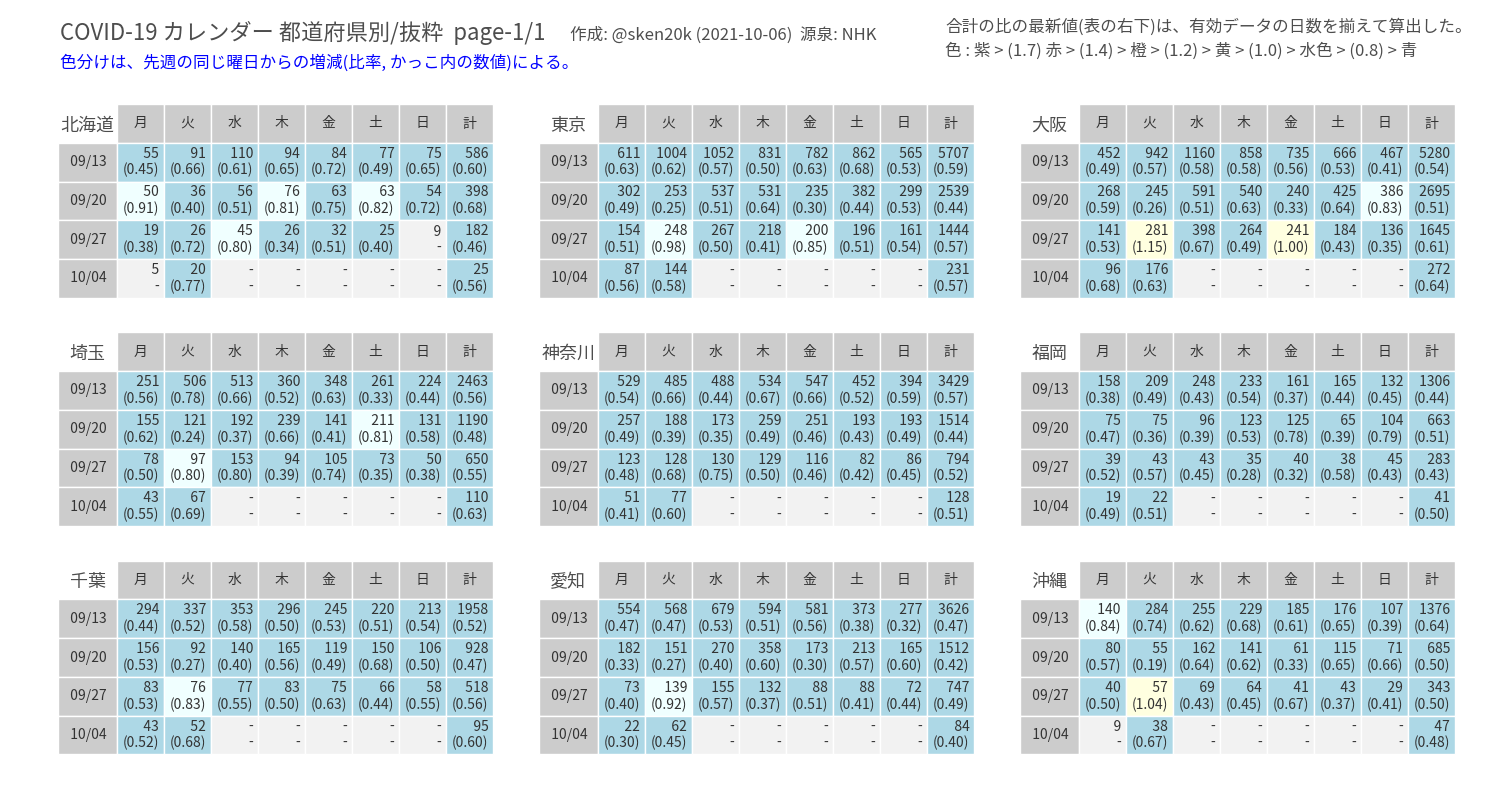 COVID-19 カレンダー 都道府県別/抜粋 page-1/1 作成: @sken20k (2021-10-06) 源泉: NHK
色分けは、先週の同じ曜日からの増減(比率, かっこ内の数値)による。
合計の比の最新値(表の右下)は、有効データの日数を揃えて算出した。
色 : 紫 > (1.7) 赤 > (1.4) 橙 > (1.2) 黄 > (1.0) > 水色 > (0.8) > 青
北海道 月 火 水 木 金 土 日 計
09/13 55 91 110 94 84 77 75 586
(0.45) (0.66) (0.61) (0.65) (0.72) (0.49) (0.65) (0.60)
09/20 50 36 56 76 63 63 54 398
(0.91) (0.40) (0.51) (0.81) (0.75) (0.82) (0.72) (0.68)
09/27 19 26 45 26 32 25 9 182
(0.38) (0.72) (0.80) (0.34) (0.51) (0.40) - (0.46)
10/04 5 20 - - - - - 25
- (0.77) - - - - - (0.56)
東京 月 火 水 木 金 土 日 計
09/13 611 1004 1052 831 782 862 565 5707
(0.63) (0.62) (0.57) (0.50) (0.63) (0.68) (0.53) (0.59)
09/20 302 253 537 531 235 382 299 2539
(0.49) (0.25) (0.51) (0.64) (0.30) (0.44) (0.53) (0.44)
09/27 154 248 267 218 200 196 161 1444
(0.51) (0.98) (0.50) (0.41) (0.85) (0.51) (0.54) (0.57)
10/04 87 144 - - - - - 231
(0.56) (0.58) - - - - - (0.57)
大阪 月 火 水 木 金 土 日 計
09/13 452 942 1160 858 735 666 467 5280
(0.49) (0.57) (0.58) (0.58) (0.56) (0.53) (0.41) (0.54)
09/20 268 245 591 540 240 425 386 2695
(0.59) (0.26) (0.51) (0.63) (0.33) (0.64) (0.83) (0.51)
09/27 141 281 398 264 241 184 136 1645
(0.53) (1.15) (0.67) (0.49) (1.00) (0.43) (0.35) (0.61)
10/04 96 176 - - - - - 272
(0.68) (0.63) - - - - - (0.64)
埼玉 月 火 水 木 金 土 日 計
09/13 251 506 513 360 348 261 224 2463
(0.56) (0.78) (0.66) (0.52) (0.63) (0.33) (0.44) (0.56)
09/20 155 121 192 239 141 211 131 1190
(0.62) (0.24) (0.37) (0.66) (0.41) (0.81) (0.58) (0.48)
09/27 78 97 153 94 105 73 50 650
(0.50) (0.80) (0.80) (0.39) (0.74) (0.35) (0.38) (0.55)
10/04 43 67 - - - - - 110
(0.55) (0.69) - - - - - (0.63)
神奈川 月 火 水 木 金 土 日 計
09/13 529 485 488 534 547 452 394 3429
(0.54) (0.66) (0.44) (0.67) (0.66) (0.52) (0.59) (0.57)
09/20 257 188 173 259 251 193 193 1514
(0.49) (0.39) (0.35) (0.49) (0.46) (0.43) (0.49) (0.44)
09/27 123 128 130 129 116 82 86 794
(0.48) (0.68) (0.75) (0.50) (0.46) (0.42) (0.45) (0.52)
10/04 51 77 - - - - - 128
(0.41) (0.60) - - - - - (0.51)
福岡 月 火 水 木 金 土 日 計
09/13 158 209 248 233 161 165 132 1306
(0.38) (0.49) (0.43) (0.54) (0.37) (0.44) (0.45) (0.44)
09/20 75 75 96 123 125 65 104 663
(0.47) (0.36) (0.39) (0.53) (0.78) (0.39) (0.79) (0.51)
09/27 39 43 43 35 40 38 45 283
(0.52) (0.57) (0.45) (0.28) (0.32) (0.58) (0.43) (0.43)
10/04 19 22 - - - - - 41
(0.49) (0.51) - - - - - (0.50)
千葉 月 火 水 木 金 土 日 計
09/13 294 337 353 296 245 220 213 1958
(0.44) (0.52) (0.58) (0.50) (0.53) (0.51) (0.54) (0.52)
09/20 156 92 140 165 119 150 106 928
(0.53) (0.27) (0.40) (0.56) (0.49) (0.68) (0.50) (0.47)
09/27 83 76 77 83 75 66 58 518
(0.53) (0.83) (0.55) (0.50) (0.63) (0.44) (0.55) (0.56)
10/04 43 52 - - - - - 95
(0.52) (0.68) - - - - - (0.60)
愛知 月 火 水 木 金 土 日 計
09/13 554 568 679 594 581 373 277 3626
(0.47) (0.47) (0.53) (0.51) (0.56) (0.38) (0.32) (0.47)
09/20 182 151 270 358 173 213 165 1512
(0.33) (0.27) (0.40) (0.60) (0.30) (0.57) (0.60) (0.42)
09/27 73 139 155 132 88 88 72 747
(0.40) (0.92) (0.57) (0.37) (0.51) (0.41) (0.44) (0.49)
10/04 22 62 - - - - - 84
(0.30) (0.45) - - - - - (0.40)
沖縄 月 火 水 木 金 土 日 計
09/13 140 284 255 229 185 176 107 1376
(0.84) (0.74) (0.62) (0.68) (0.61) (0.65) (0.39) (0.64)
09/20 80 55 162 141 61 115 71 685
(0.57) (0.19) (0.64) (0.62) (0.33) (0.65) (0.66) (0.50)
09/27 40 57 69 64 41 43 29 343
(0.50) (1.04) (0.43) (0.45) (0.67) (0.37) (0.41) (0.50)
10/04 9 38 - - - - - 47
- (0.67) - - - - - (0.48)